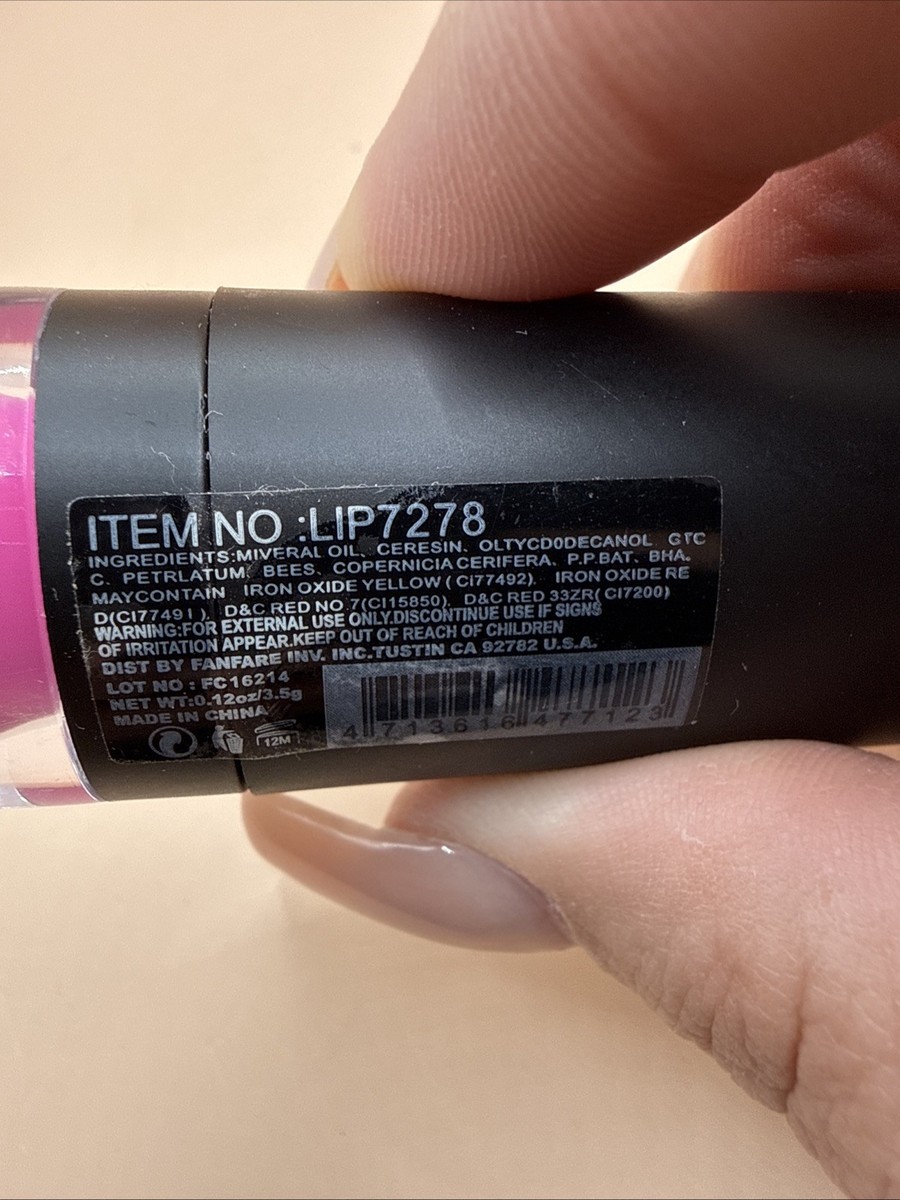 ITEM NO :LIP7278
INGREDIENTS:MIVERAL OIL、CERESIN、OLTYCD0DECANOL、GTC
C、PETRLATUM、BEES、COPERNICIA CERIFERA、P.P.BAT、BHA.
MAYCONTAIN IRON OXIDE YELLOW ( Ci77492)、IRON OXIDE RE
D(CI77491)、D&C RED NO 7(CI15850)、D&C RED 33ZR( CI7200)
WARNING:FOR EXTERNAL USE ONLY.DISCONTINUE USE IF SIGNS
OF IRRITATION APPEAR.KEEP OUT OF REACH OF CHILDREN
DIST BY FANFARE INV. INC.TUSTIN CA 92782 U.S.A.
LOT NO : FC16214
NET WT:0.12oz/3.5g
MADE IN CHINA
12M
4 713616 477123